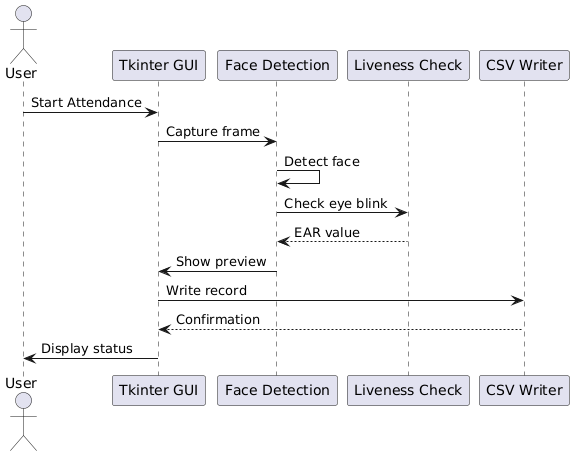 User
Tkinter GUI
Face Detection
Liveness Check
CSV Writer
Start Attendance
Capture frame
Detect face
Check eye blink
EAR value
Show preview
Write record
Confirmation
Display status
User
Tkinter GUI
Face Detection
Liveness Check
CSV Writer